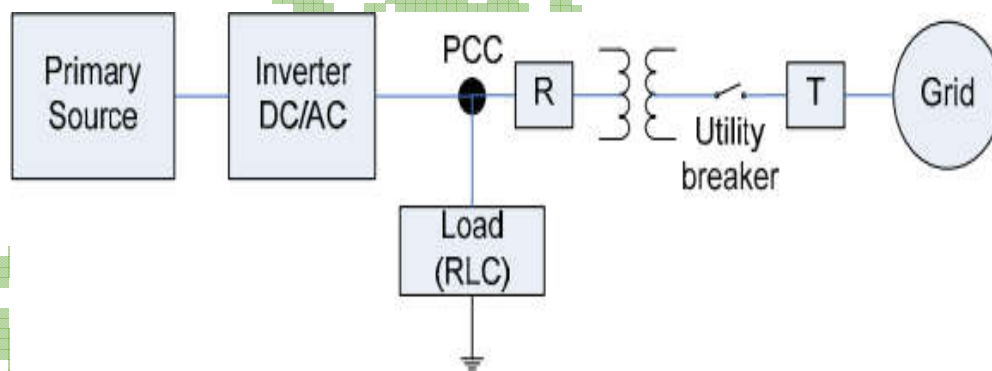 Primary
Source
Inverter
DC/AC
PCC
R
Utility
breaker
T
Grid
Load
(RLC)